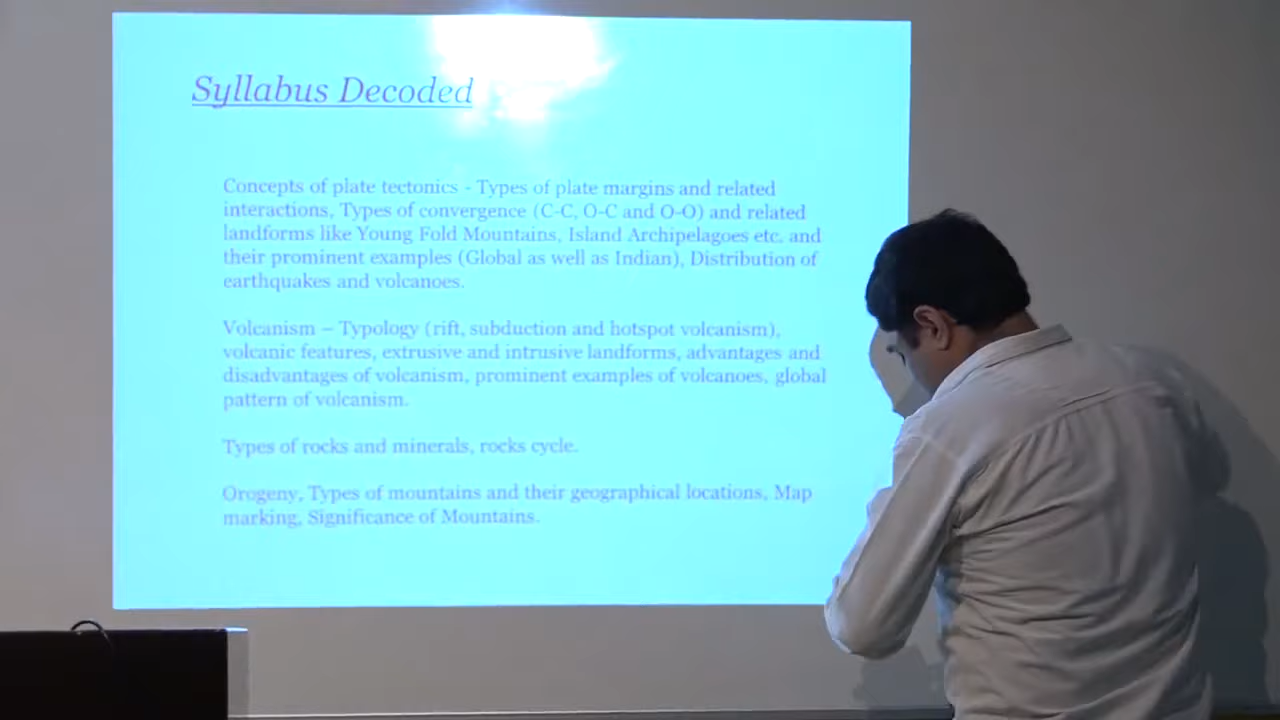 Syllabus Decoded
Concepts of plate tectonics - Types of plate margins and related
interactions, Types of convergence (C-C, O-C and O-O) and related
landforms like Young Fold Mountains, Island Archipelagoes etc. and
their prominent examples (Global as well as Indian), Distribution of
earthquakes and volcanoes.
Volcanism – Typology (rift, subduction and hotspot volcanism),
volcanic features, extrusive and intrusive landforms, advantages and
disadvantages of volcanism, prominent examples of volcanoes, global
pattern of volcanism.
Types of rocks and minerals, rocks cycle.
Orogeny, Types of mountains and their geographical locations, Map
marking, Significance of Mountains.